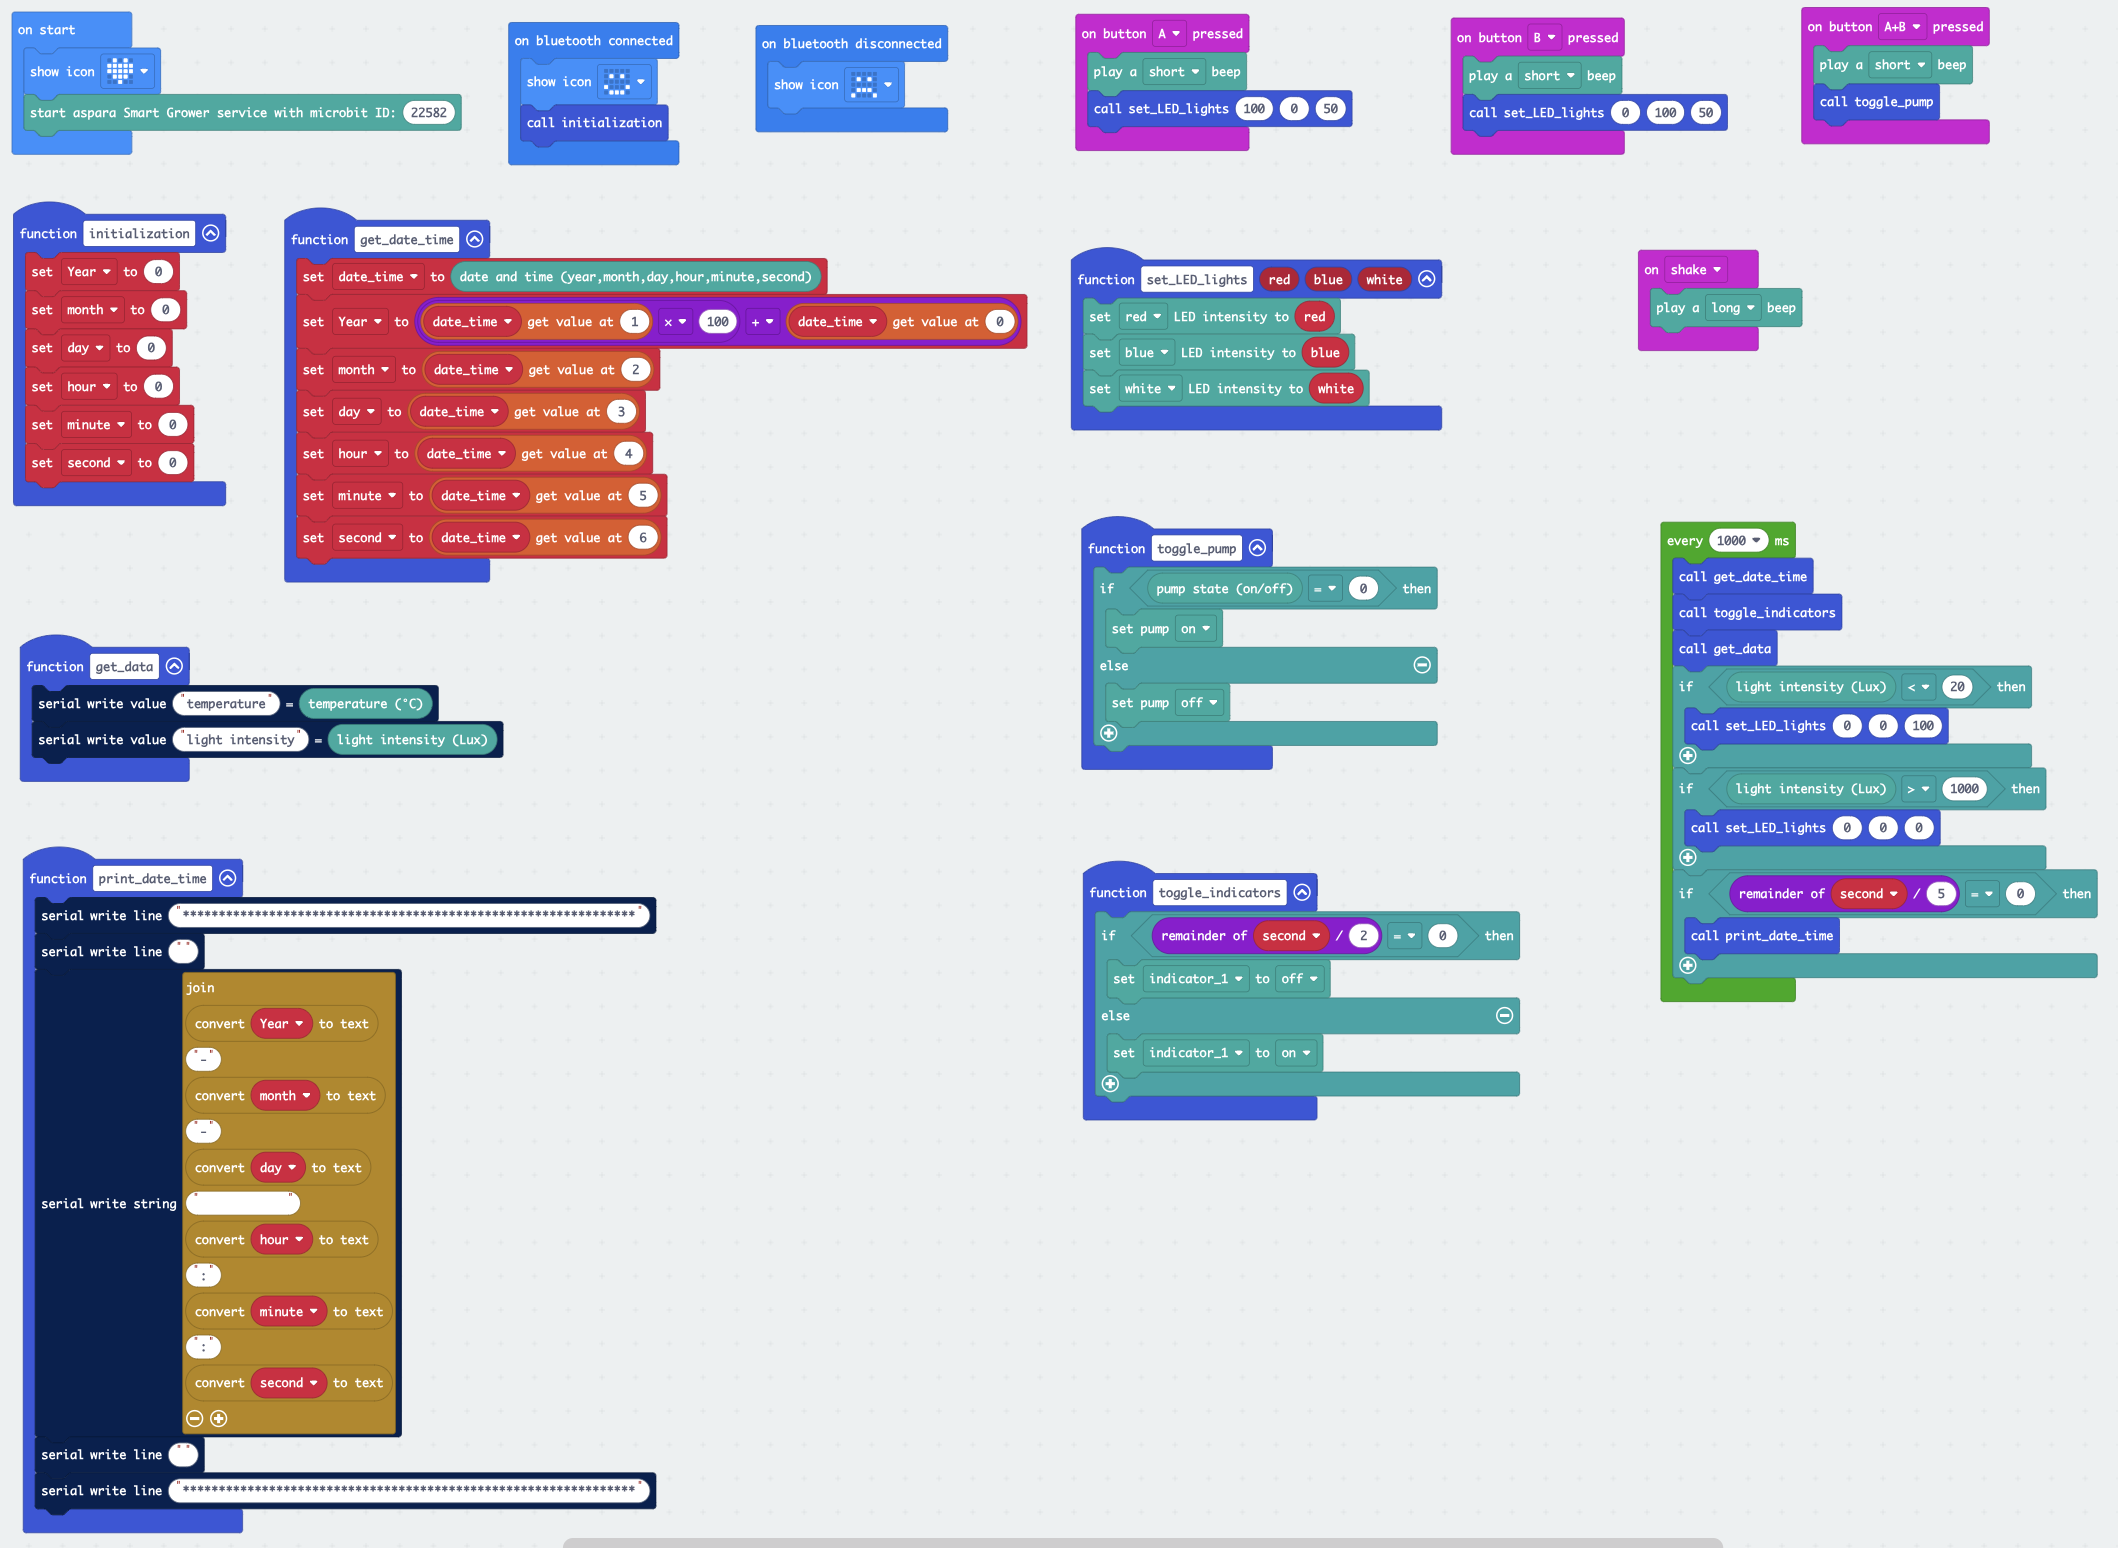 on start
show icon
start aspara Smart Grower service with microbit ID: 22582
on bluetooth connected
show icon
call initialization
on bluetooth disconnected
show icon
on button A pressed
play a short beep
call set_LED_lights 100 0 50
on button B pressed
play a short beep
call set_LED_lights 0 100 50
on button A+B pressed
play a short beep
call toggle_pump
function initialization
set Year to 0
set month to 0
set day to 0
set hour to 0
set minute to 0
set second to 0
function get_date_time
set date_time to date and time (year,month,day,hour,minute,second)
set Year to date_time get value at 1 × 100 + date_time get value at 0
set month to date_time get value at 2
set day to date_time get value at 3
set hour to date_time get value at 4
set minute to date_time get value at 5
set second to date_time get value at 6
function set_LED_lights red blue white
set red LED intensity to red
set blue LED intensity to blue
set white LED intensity to white
on shake
play a long beep
function get_data
serial write value "temperature" = temperature (°C)
serial write value "light intensity" = light intensity (Lux)
function toggle_pump
if pump state (on/off) = 0 then
set pump on
else
set pump off
every 1000 ms
call get_date_time
call toggle_indicators
call get_data
if light intensity (Lux) < 20 then
call set_LED_lights 0 0 100
if light intensity (Lux) > 1000 then
call set_LED_lights 0 0 0
if remainder of second / 5 = 0 then
call print_date_time
function print_date_time
serial write line "***************************************************************"
serial write line " "
serial write string
join
convert Year to text
"-"
convert month to text
"-"
convert day to text
" "
convert hour to text
":"
convert minute to text
":"
convert second to text
serial write line " "
serial write line "***************************************************************"
function toggle_indicators
if remainder of second / 2 = 0 then
set indicator_1 to off
else
set indicator_1 to on